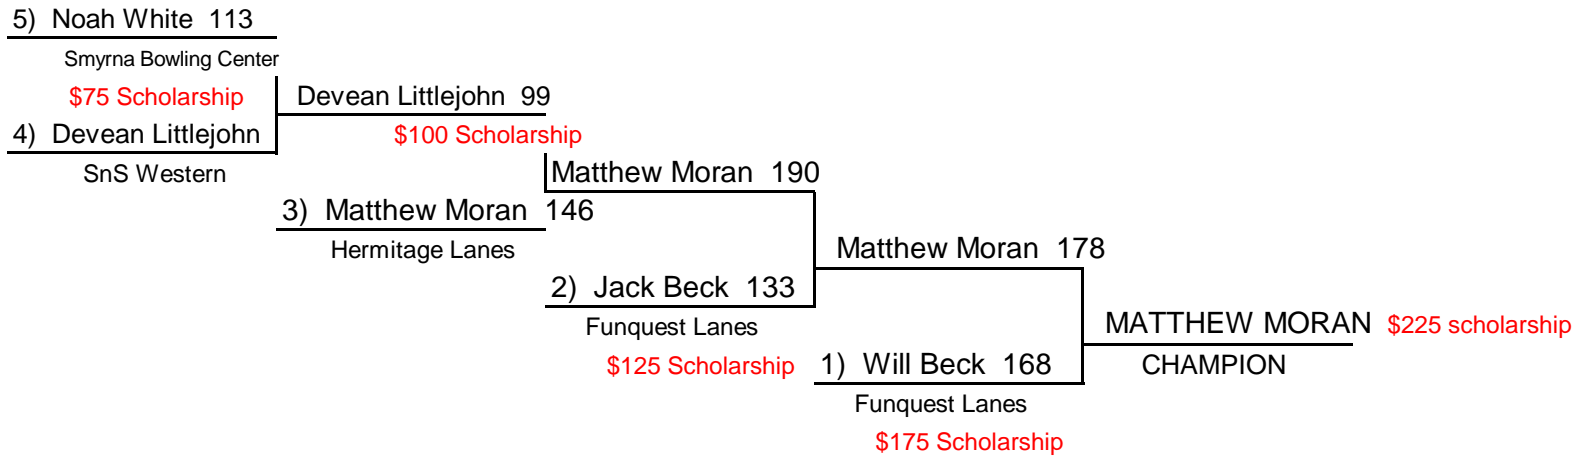 5) Noah White 113
Smyrna Bowling Center
$75 Scholarship
Devean Littlejohn 99
4) Devean Littlejohn
$100 Scholarship
SnS Western
Matthew Moran 190
3) Matthew Moran 146
Hermitage Lanes
Matthew Moran 178
2) Jack Beck 133
Funquest Lanes
MATTHEW MORAN $225 scholarship
$125 Scholarship
1) Will Beck 168
CHAMPION
Funquest Lanes
$175 Scholarship